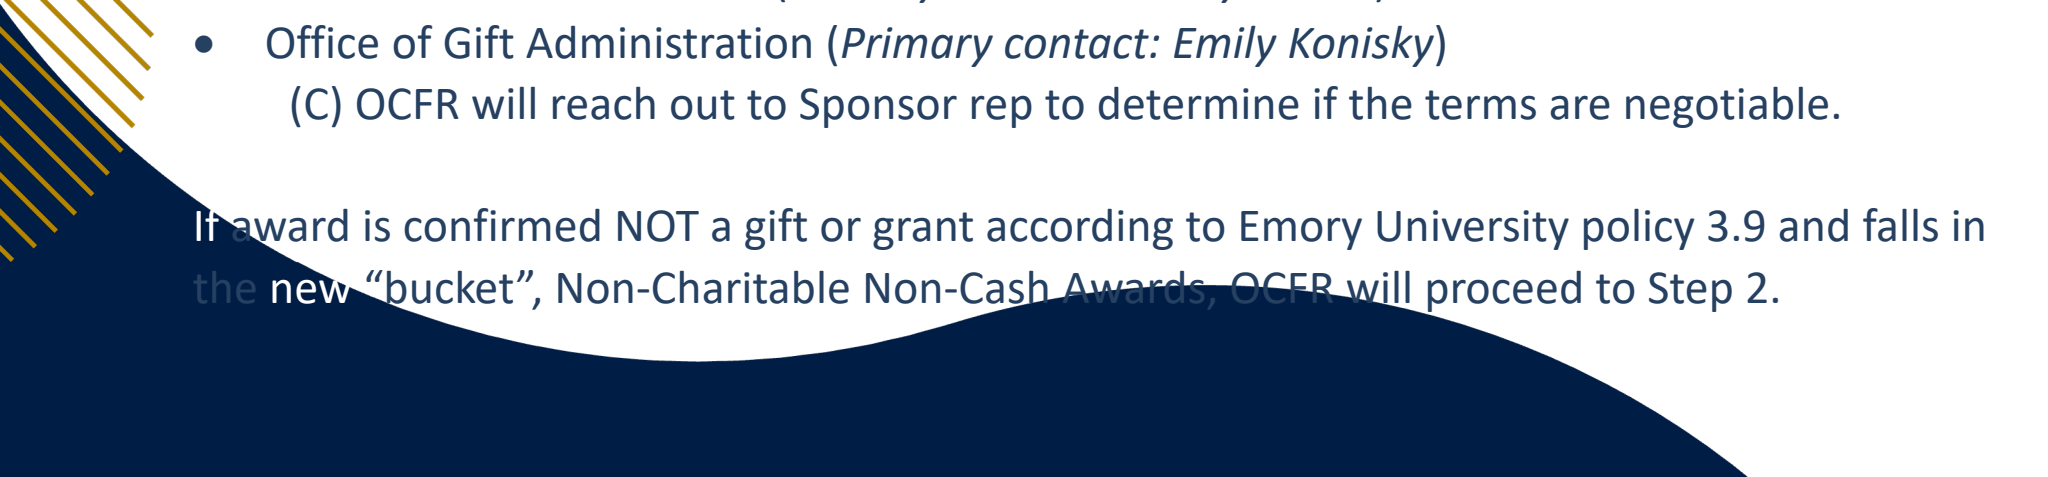 • Office of Gift Administration (Primary contact: Emily Konisky)
(C) OCFR will reach out to Sponsor rep to determine if the terms are negotiable.
If award is confirmed NOT a gift or grant according to Emory University policy 3.9 and falls in
the new “bucket”, Non-Charitable Non-Cash Awards, OCFR will proceed to Step 2.